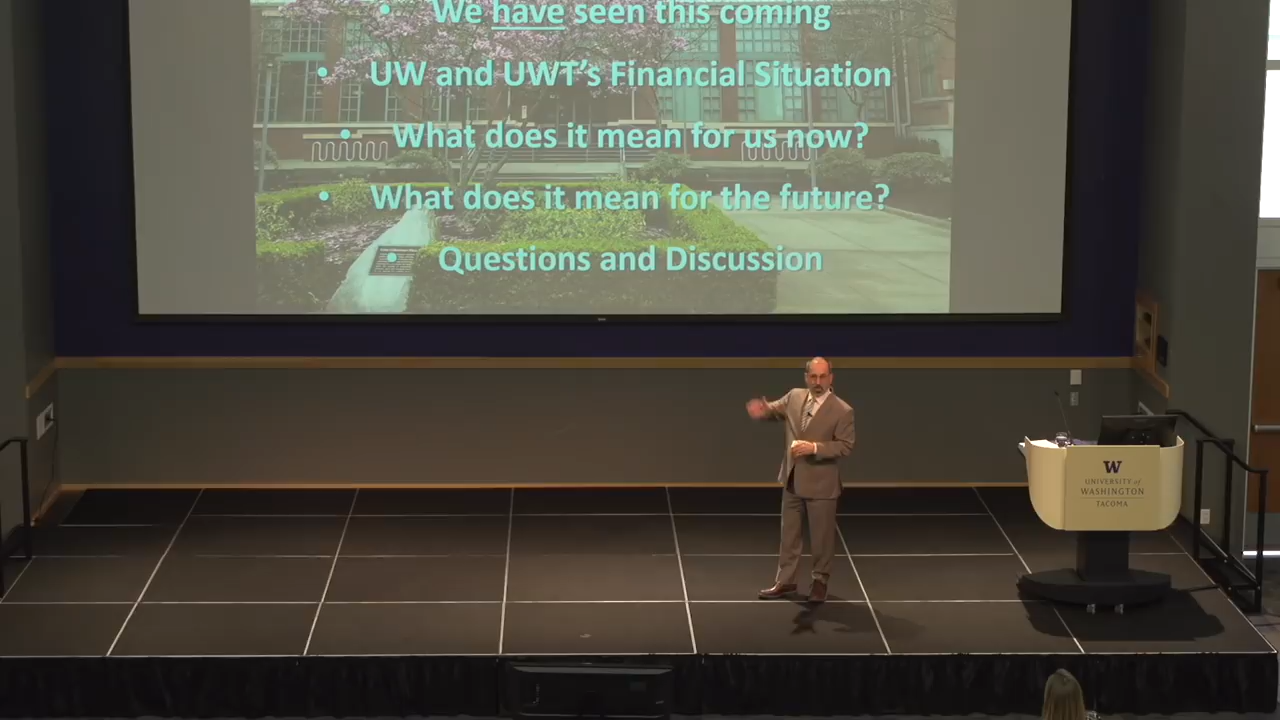 • We have seen this coming
• UW and UWT's Financial Situation
• What does it mean for us now?
• What does it mean for the future?
• Questions and Discussion
W
UNIVERSITY of
WASHINGTON
TACOMA